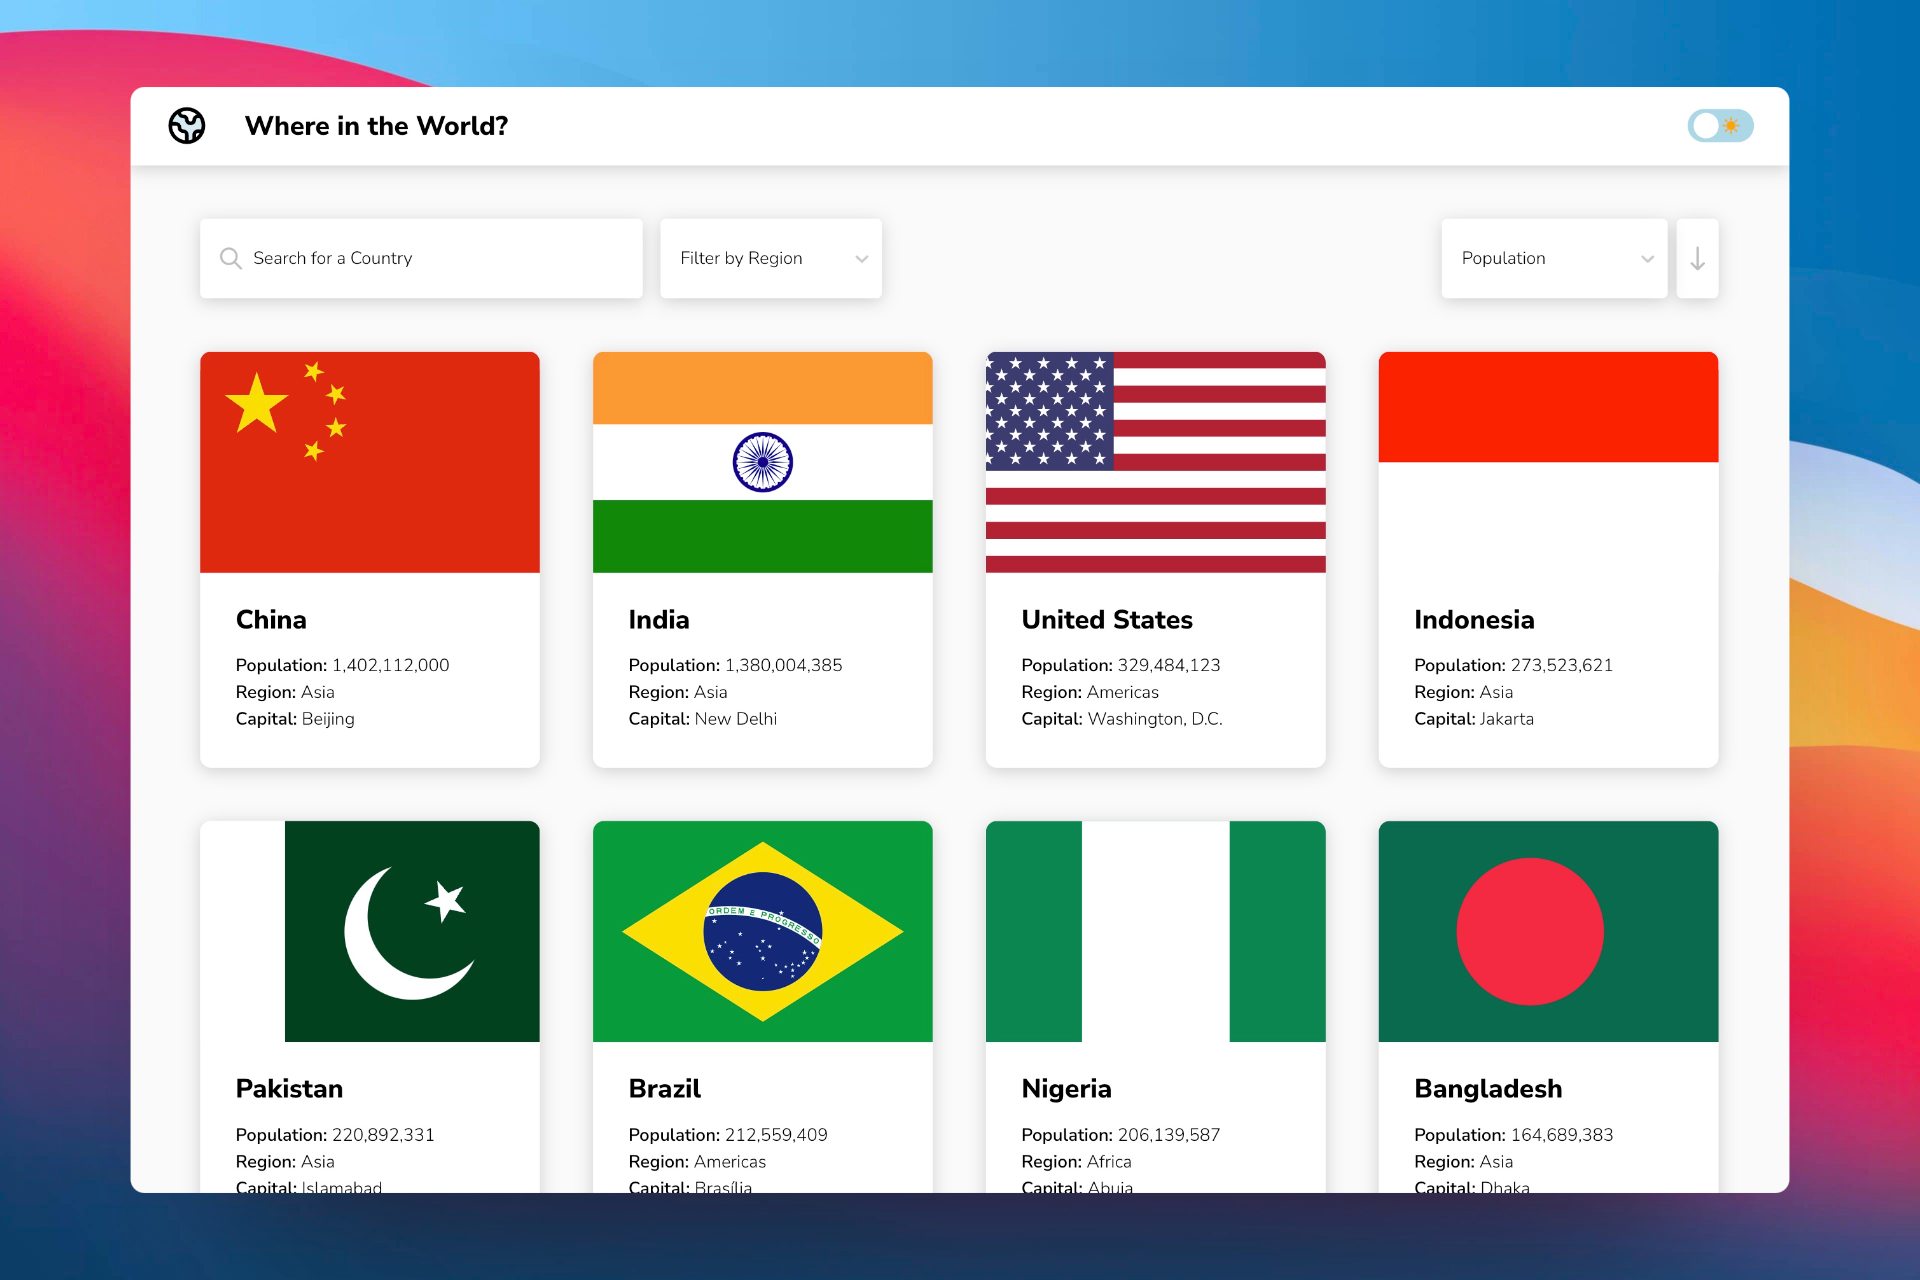 Where in the World?
Search for a Country
Filter by Region
Population
China
Population: 1,402,112,000
Region: Asia
Capital: Beijing
India
Population: 1,380,004,385
Region: Asia
Capital: New Delhi
United States
Population: 329,484,123
Region: Americas
Capital: Washington, D.C.
Indonesia
Population: 273,523,621
Region: Asia
Capital: Jakarta
ORDEM E PROGRESSO
Pakistan
Population: 220,892,331
Region: Asia
Capital: Islamabad
Brazil
Population: 212,559,409
Region: Americas
Capital: Brasília
Nigeria
Population: 206,139,587
Region: Africa
Capital: Abuja
Bangladesh
Population: 164,689,383
Region: Asia
Capital: Dhaka